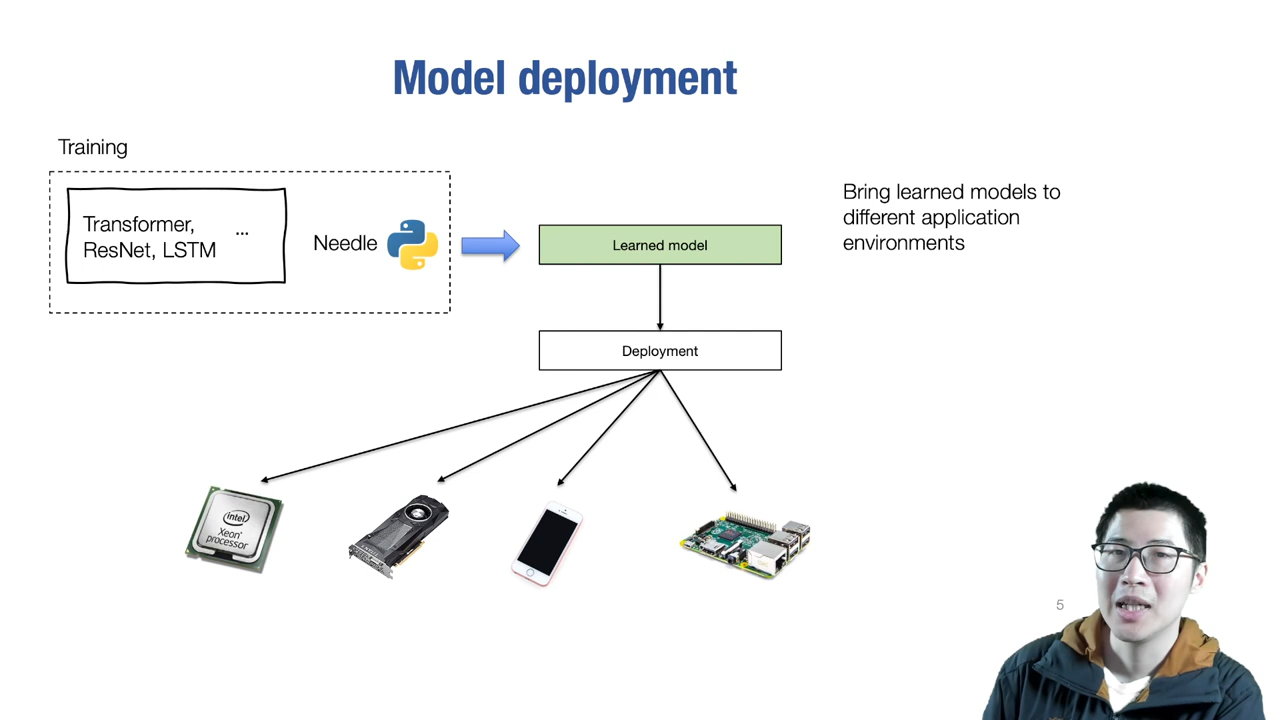 Model deployment
Training
Transformer,
ResNet, LSTM
...
Needle
Learned model
Bring learned models to
different application
environments
Deployment
intel
Xeon®
processor
5